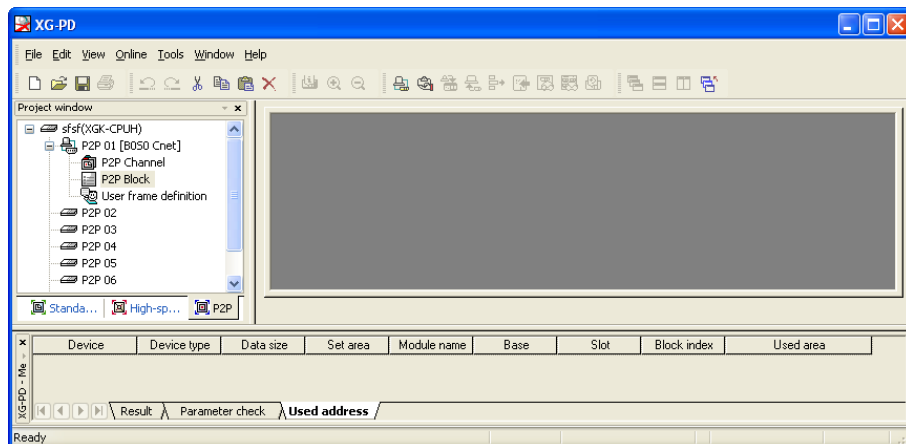 XG-PD
File Edit View Online Tools Window Help
Project window
sfsf(XGK-CPUH)
P2P 01 [B0S0 Cnet]
P2P Channel
P2P Block
User frame definition
P2P 02
P2P 03
P2P 04
P2P 05
P2P 06
Standa... High-sp... P2P
Device Device type Data size Set area Module name Base Slot Block index Used area
XG-PD - Me
Result Parameter check Used address
Ready